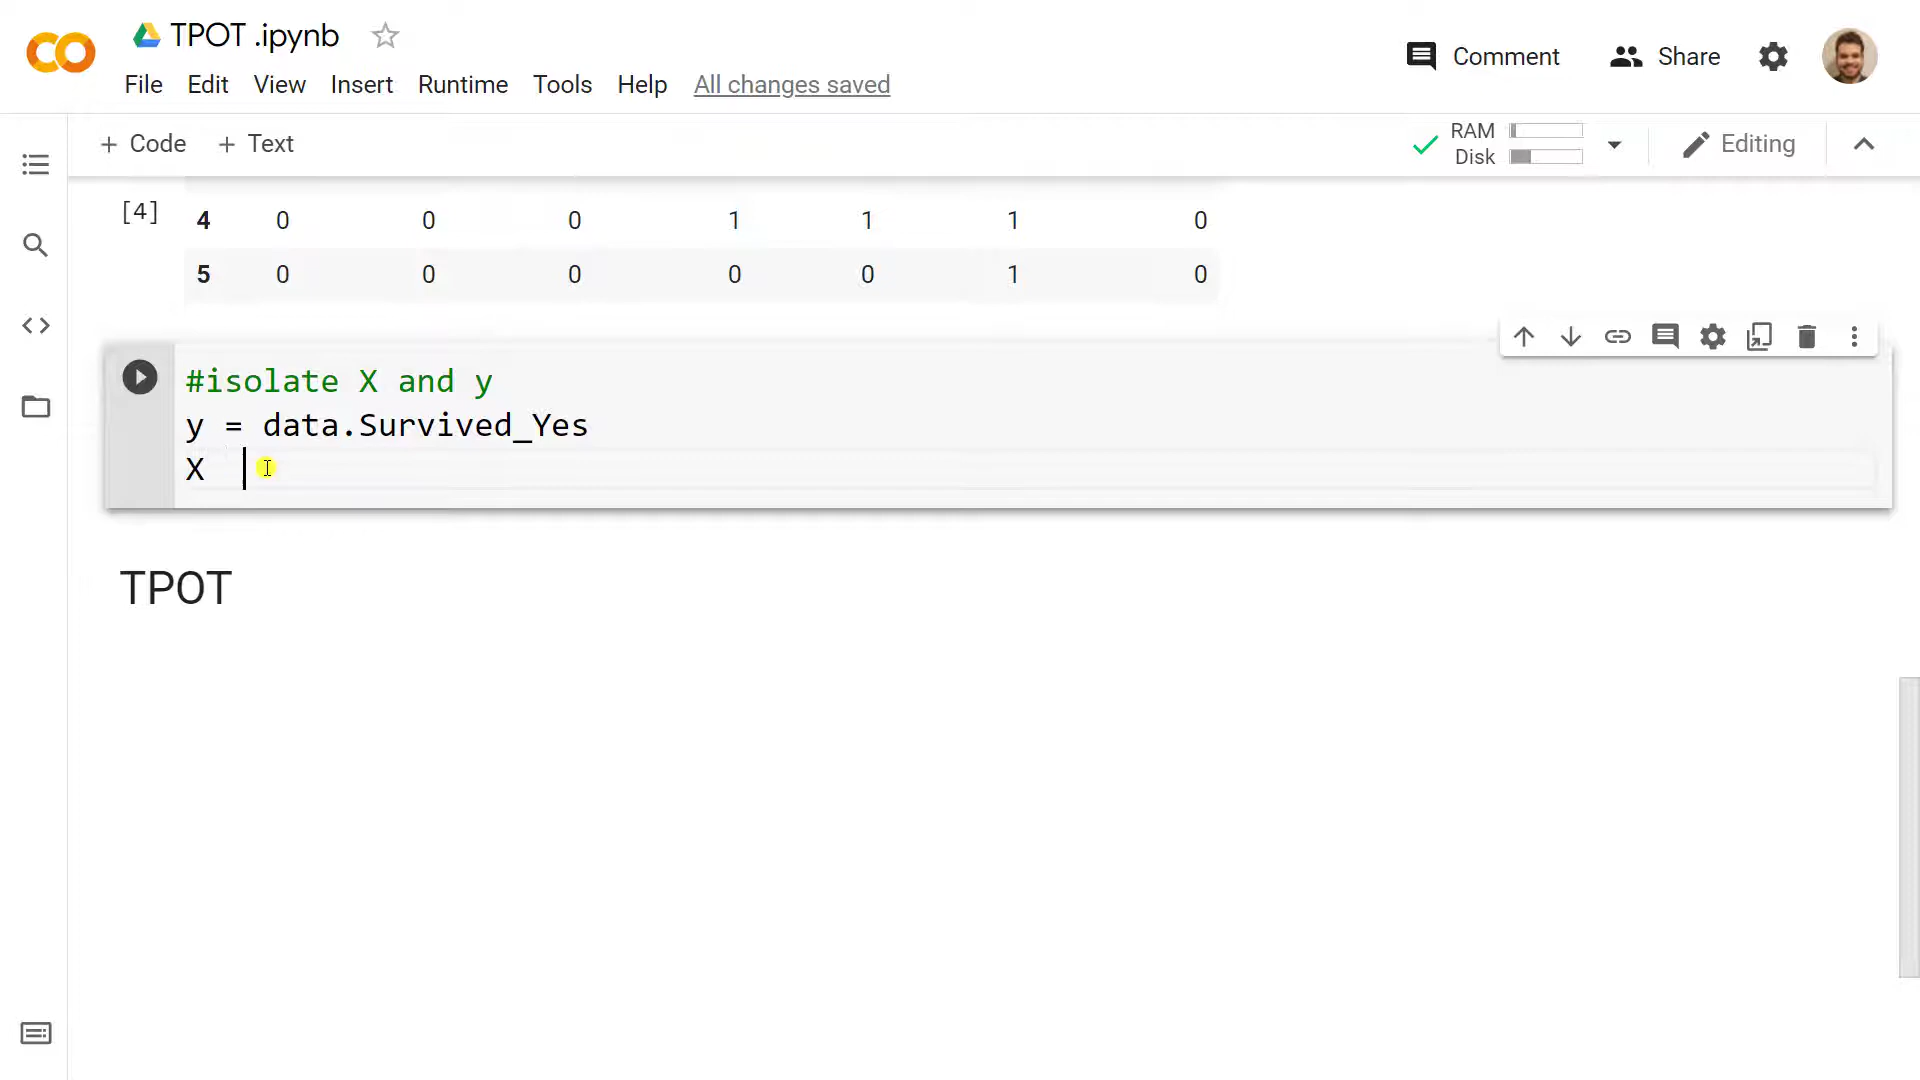 TPOT .ipynb
File Edit View Insert Runtime Tools Help All changes saved
Comment Share
+ Code + Text
RAM
Disk
Editing
[4] 4 0 0 0 1 1 1 0
5 0 0 0 0 0 1 0
#isolate X and y
y = data.Survived_Yes
X
TPOT